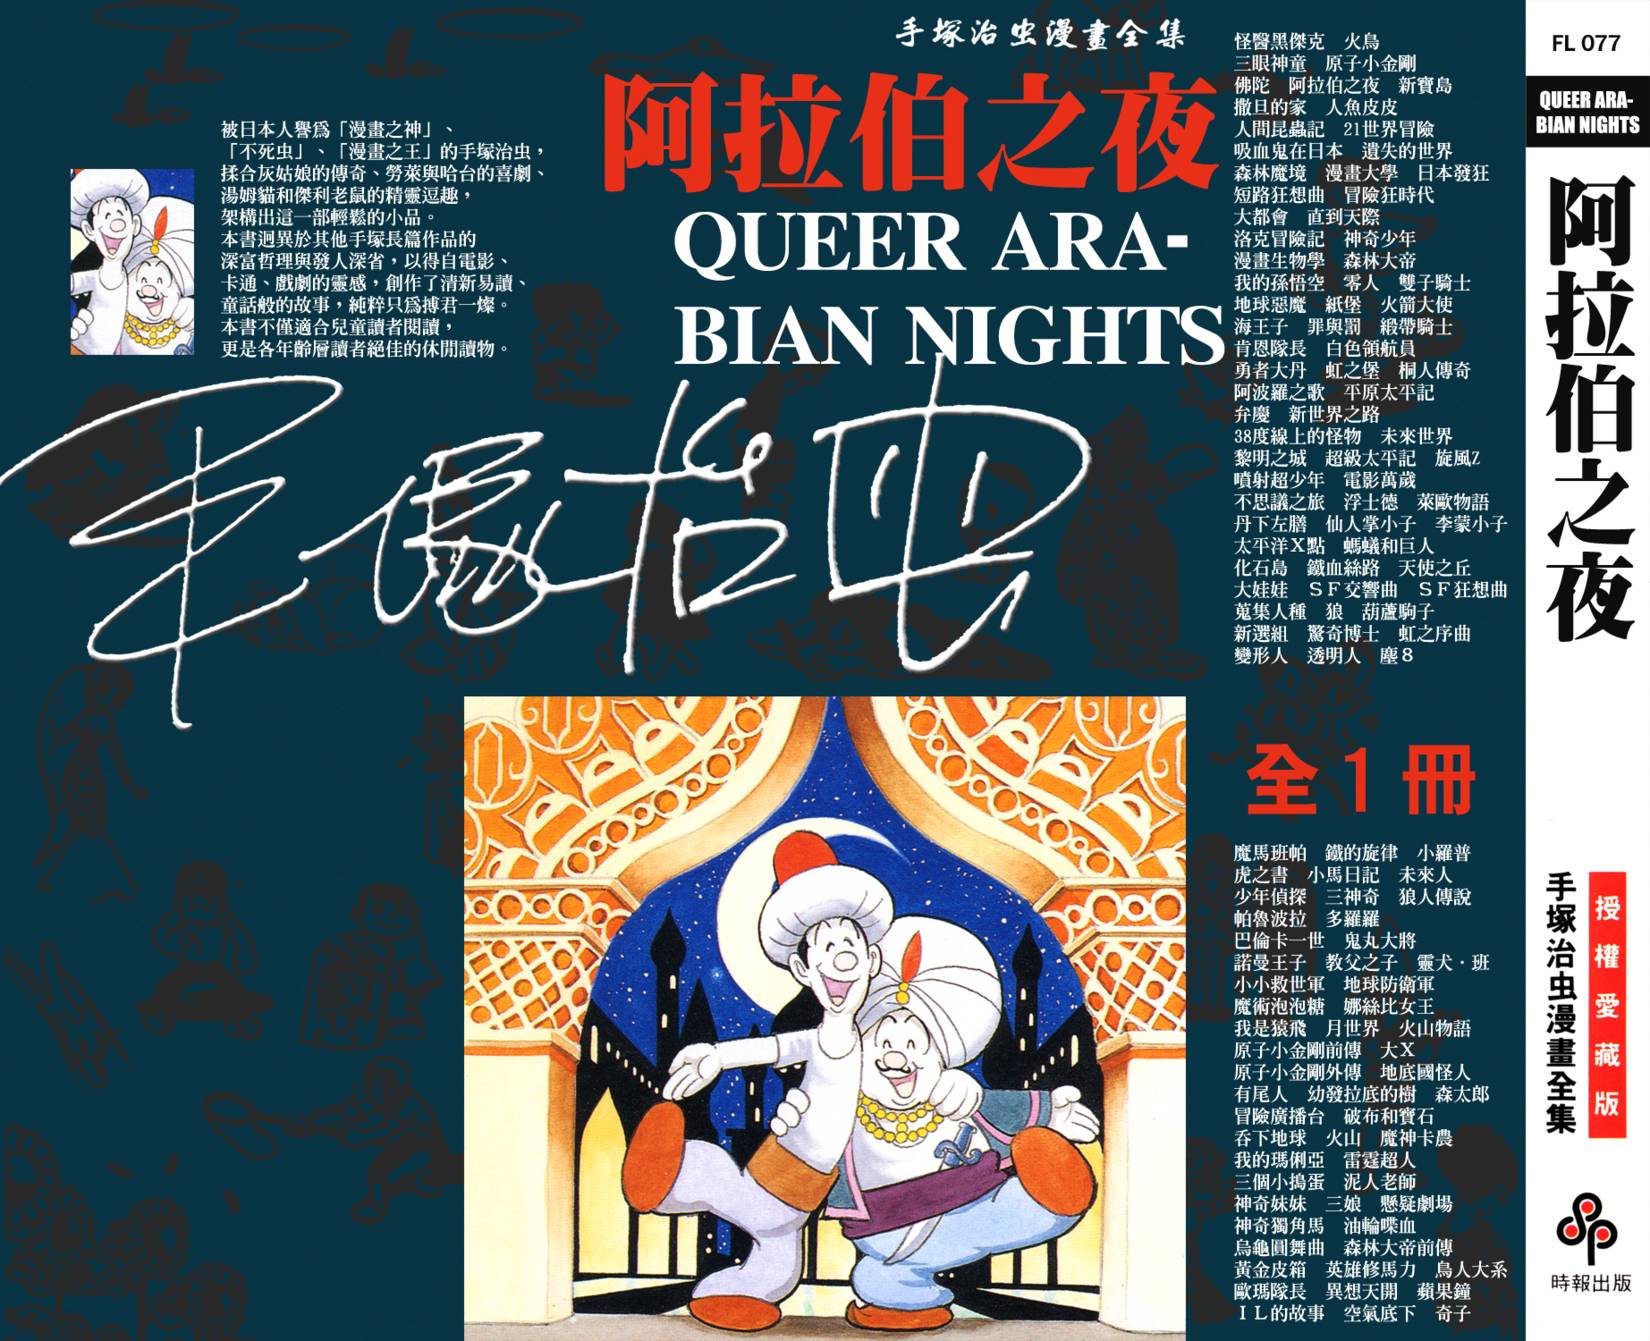 手塚治虫漫畫全集
阿拉伯之夜
QUEER ARA-
BIAN NIGHTS
被日本人譽爲「漫畫之神」、
「不死虫」、「漫畫之王」的手塚治虫，
揉合灰姑娘的傳奇、勞萊與哈台的喜劇、
湯姆貓和傑利老鼠的精靈逗趣，
架構出這一部輕鬆的小品。
本書迥異於其他手塚長篇作品的
深富哲理與發人深省，以得自電影、
卡通、戲劇的靈感，創作了清新易讀、
童話般的故事，純粹只爲搏君一燦。
本書不僅適合兒童讀者閱讀，
更是各年齡層讀者絕佳的休閒讀物。
手塚治虫
怪醫黑傑克　火鳥
三眼神童　原子小金剛
佛陀　阿拉伯之夜　新寶島
撒旦的家　人魚皮皮
人間昆蟲記　21世界冒險
吸血鬼在日本　遺失的世界
森林魔境　漫畫大學　日本發狂
短路狂想曲　冒險狂時代
大都會　直到天際
洛克冒險記　神奇少年
漫畫生物學　森林大帝
我的孫悟空　零人　雙子騎士
地球惡魔　紙堡　火箭大使
海王子　罪與罰　緞帶騎士
肯恩隊長　白色領航員
勇者大丹　虹之堡　桐人傳奇
阿波羅之歌　平原太平記
弁慶　新世界之路
38度線上的怪物　未來世界
黎明之城　超級太平記　旋風Z
噴射超少年　電影萬歲
不思議之旅　浮士德　萊歐物語
丹下左膳　仙人掌小子　李蒙小子
太平洋Ｘ點　螞蟻和巨人
化石島　鐵血絲路　天使之丘
大娃娃　ＳＦ交響曲　ＳＦ狂想曲
蒐集人種　狼　葫蘆駒子
新選組　驚奇博士　虹之序曲
變形人　透明人　塵８
全1冊
魔馬班帕　鐵的旋律　小羅普
虎之書　小馬日記　未來人
少年偵探　三神奇　狼人傳說
帕魯波拉　多羅羅
巴倫卡一世　鬼丸大將
諾曼王子　教父之子　靈犬·班
小小救世軍　地球防衛軍
魔術泡泡糖　娜絲比女王
我是猿飛　月世界　火山物語
原子小金剛前傳　大Ｘ
原子小金剛外傳　地底國怪人
有尾人　幼發拉底的樹　森太郎
冒險廣播台　破布和寶石
吞下地球　火山　魔神卡農
我的瑪俐亞　雷霆超人
三個小搗蛋　泥人老師
神奇妹妹　三娘　懸疑劇場
神奇獨角馬　油輪喋血
烏龜圓舞曲　森林大帝前傳
黃金皮箱　英雄修馬力　鳥人大系
歐瑪隊長　異想天開　蘋果鐘
ＩＬ的故事　空氣底下　奇子
FL 077
QUEER ARA-
BIAN NIGHTS
阿拉伯之夜
授權愛藏版
手塚治虫漫畫全集
時報出版